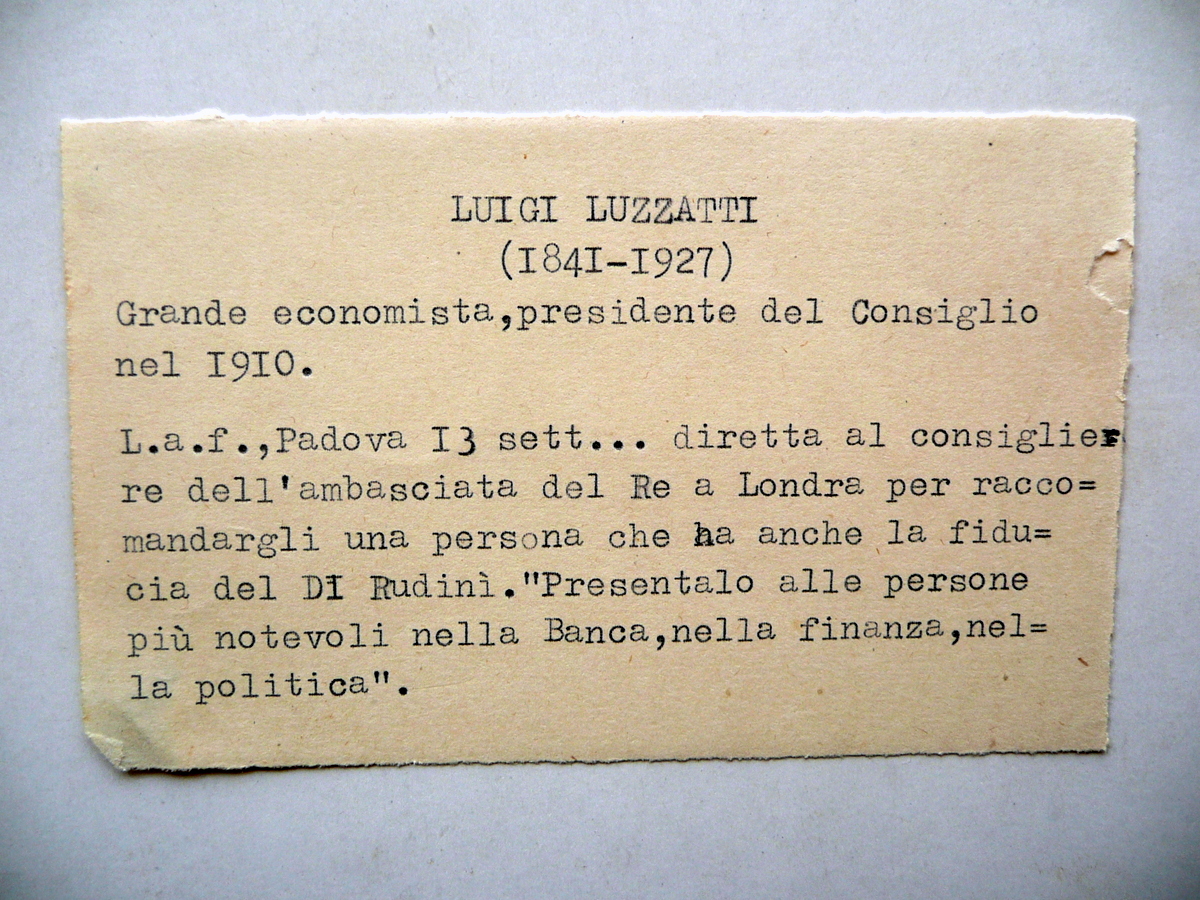 LUIGI LUZZATTI
(I84I-I927)
Grande economista,presidente del Consiglio
nel I9IO.
L.a.f.,Padova I3 sett... diretta al consiglier
re dell'ambasciata del Re a Londra per racco=
mandargli una persona che ha anche la fidu=
cia del DI Rudinì."Presentalo alle persone
più notevoli nella Banca,nella finanza,nel=
la politica".